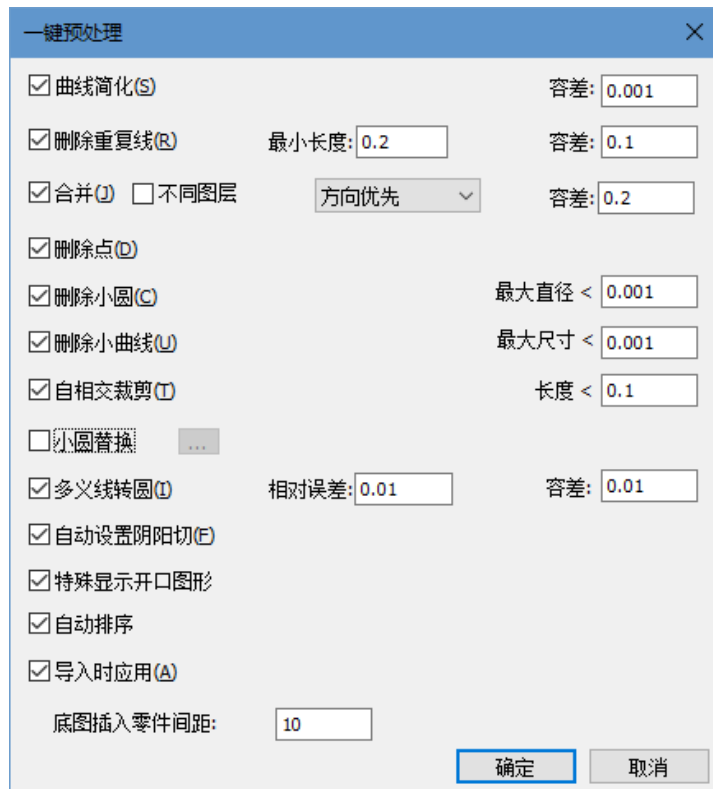 一键预处理
曲线简化(S) 容差: 0.001
删除重复线(R) 最小长度: 0.2 容差: 0.1
合并(J) 不同图层 方向优先 容差: 0.2
删除点(D)
删除小圆(C) 最大直径 < 0.001
删除小曲线(U) 最大尺寸 < 0.001
自相交裁剪(T) 长度 < 0.1
小圆替换 ...
多义线转圆(I) 相对误差: 0.01 容差: 0.01
自动设置阴阳切(F)
特殊显示开口图形
自动排序
导入时应用(A)
底图插入零件间距: 10
确定 取消